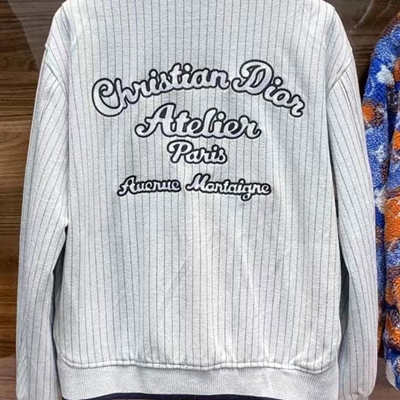 Christian Dior
Atelier
Paris
Avenue Montaigne